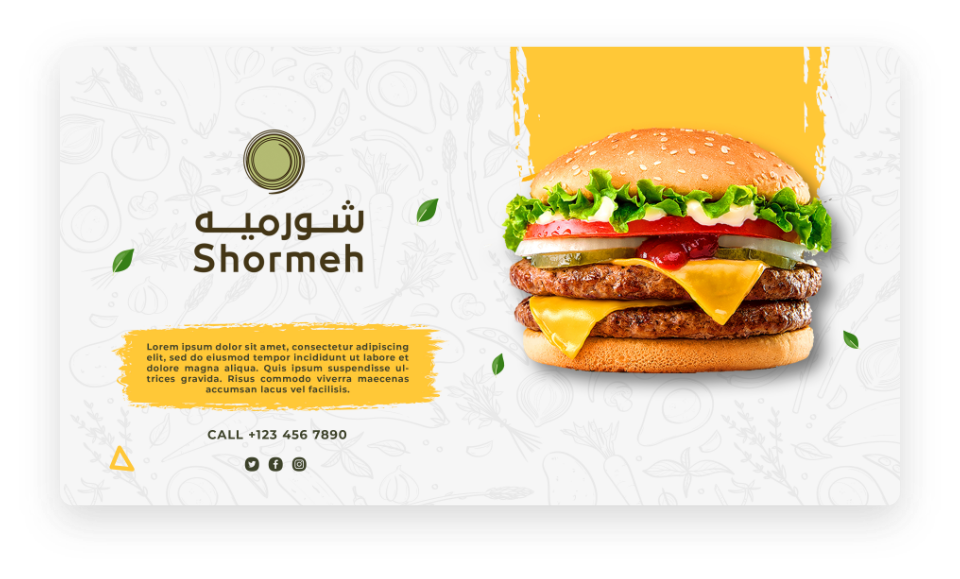 شورميه
Shormeh
Lorem ipsum dolor sit amet, consectetur adipiscing
elit, sed do eiusmod tempor incididunt ut labore et
dolore magna aliqua. Quis ipsum suspendisse ul-
trices gravida. Risus commodo viverra maecenas
accumsan lacus vel facilisis.
CALL +123 456 7890